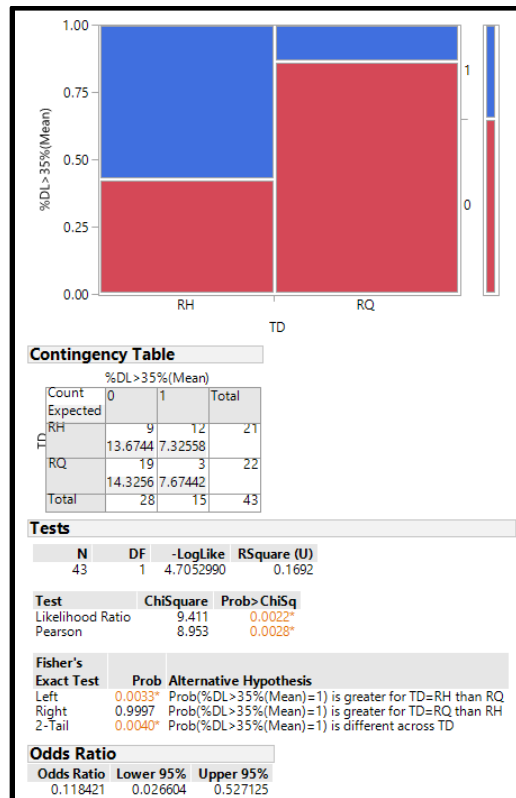 1.00
0.75
1
%DL>35%(Mean)
0.50
0
0.25
0.00
RH RQ
TD
Contingency Table
%DL>35%(Mean)
Count 0 1 Total
Expected
TD
RH 9 12 21
13.6744 7.32558
RQ 19 3 22
14.3256 7.67442
Total 28 15 43
Tests
N DF -LogLike RSquare (U)
43 1 4.7052990 0.1692
Test ChiSquare Prob>ChiSq
Likelihood Ratio 9.411 0.0022*
Pearson 8.953 0.0028*
Fisher's
Exact Test Prob Alternative Hypothesis
Left 0.0033* Prob(%DL>35%(Mean)=1) is greater for TD=RH than RQ
Right 0.9997 Prob(%DL>35%(Mean)=1) is greater for TD=RQ than RH
2-Tail 0.0040* Prob(%DL>35%(Mean)=1) is different across TD
Odds Ratio
Odds Ratio Lower 95% Upper 95%
0.118421 0.026604 0.527125